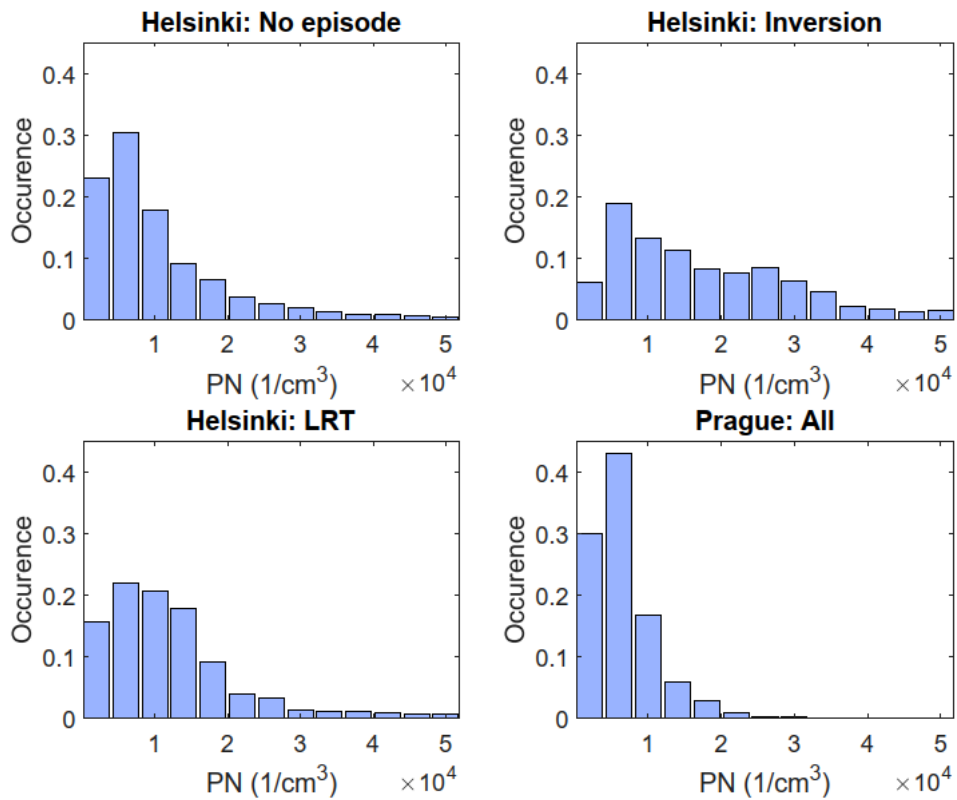 Helsinki: No episode
0.4
0.3
0.2
0.1
0
Occurence
1 2 3 4 5
PN (1/cm³) ×10⁴
Helsinki: Inversion
0.4
0.3
0.2
0.1
0
Occurence
1 2 3 4 5
PN (1/cm³) ×10⁴
Helsinki: LRT
0.4
0.3
0.2
0.1
0
Occurence
1 2 3 4 5
PN (1/cm³) ×10⁴
Prague: All
0.4
0.3
0.2
0.1
0
Occurence
1 2 3 4 5
PN (1/cm³) ×10⁴